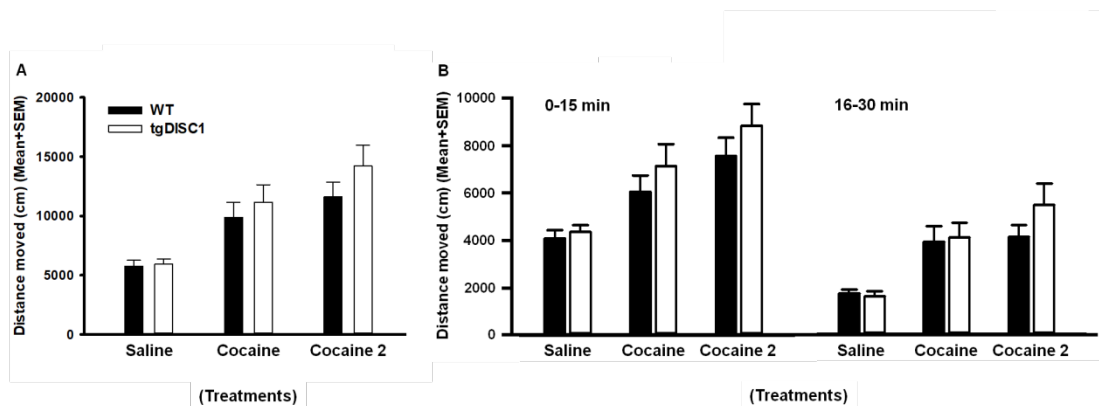 A
Distance moved (cm) (Mean+SEM)
20000
15000
10000
5000
0
WT
tgDISC1
Saline Cocaine Cocaine 2
(Treatments)
B
Distance moved (cm) (Mean+SEM)
10000
8000
6000
4000
2000
0
0-15 min 16-30 min
Saline Cocaine Cocaine 2 Saline Cocaine Cocaine 2
(Treatments)